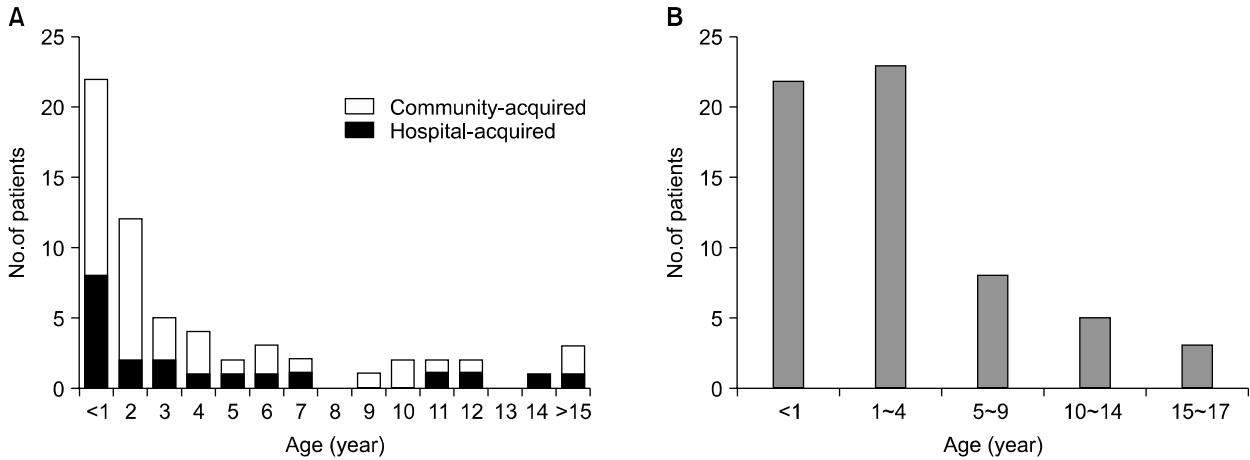 A
25
20
15
10
5
0
No.of patients
Community-acquired
Hospital-acquired
<1 2 3 4 5 6 7 8 9 10 11 12 13 14 >15
Age (year)
B
25
20
15
10
5
0
No.of patients
<1 1~4 5~9 10~14 15~17
Age (year)